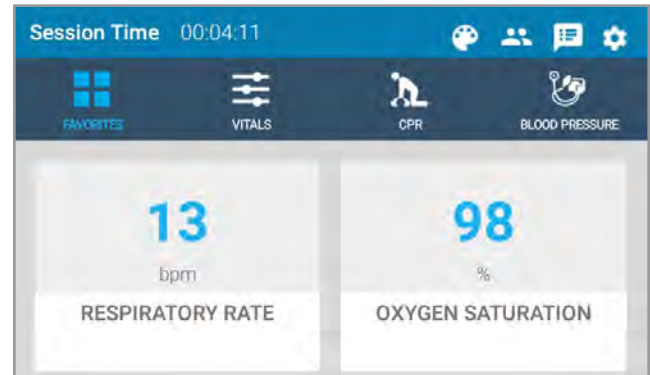 Session Time 00:04:11
FAVORITES VITALS CPR BLOOD PRESSURE
13 98
bpm %
RESPIRATORY RATE OXYGEN SATURATION